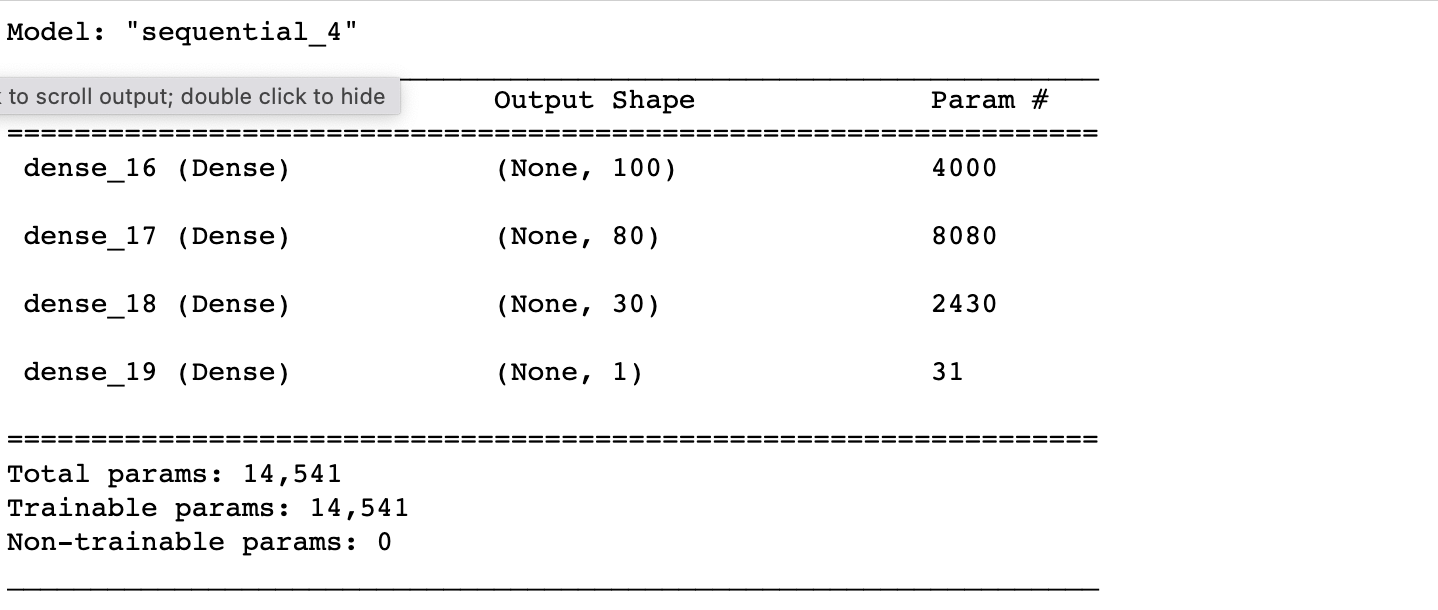 Model: "sequential_4"
to scroll output; double click to hide Output Shape Param #
=================================================================
dense_16 (Dense) (None, 100) 4000
dense_17 (Dense) (None, 80) 8080
dense_18 (Dense) (None, 30) 2430
dense_19 (Dense) (None, 1) 31
=================================================================
Total params: 14,541
Trainable params: 14,541
Non-trainable params: 0